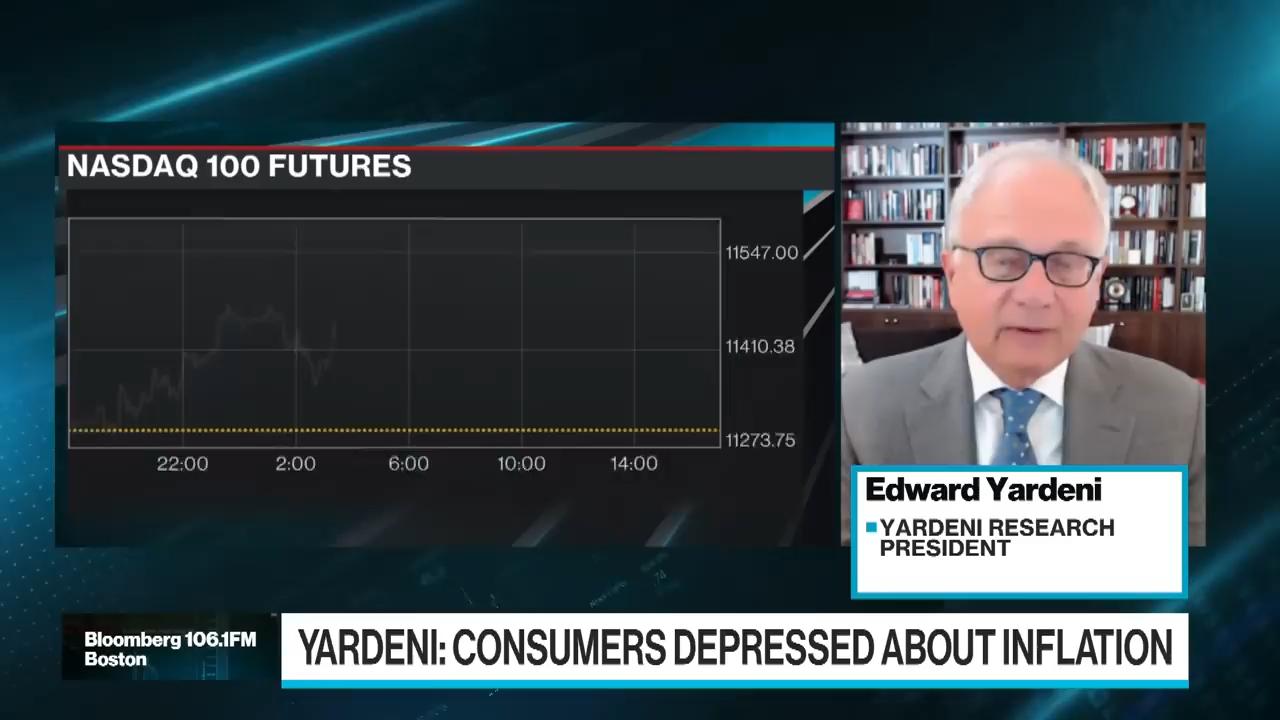 NASDAQ 100 FUTURES
11547.00
11410.38
11273.75
22:00 2:00 6:00 10:00 14:00
Edward Yardeni
YARDENI RESEARCH
PRESIDENT
Bloomberg 106.1FM
Boston
YARDENI: CONSUMERS DEPRESSED ABOUT INFLATION